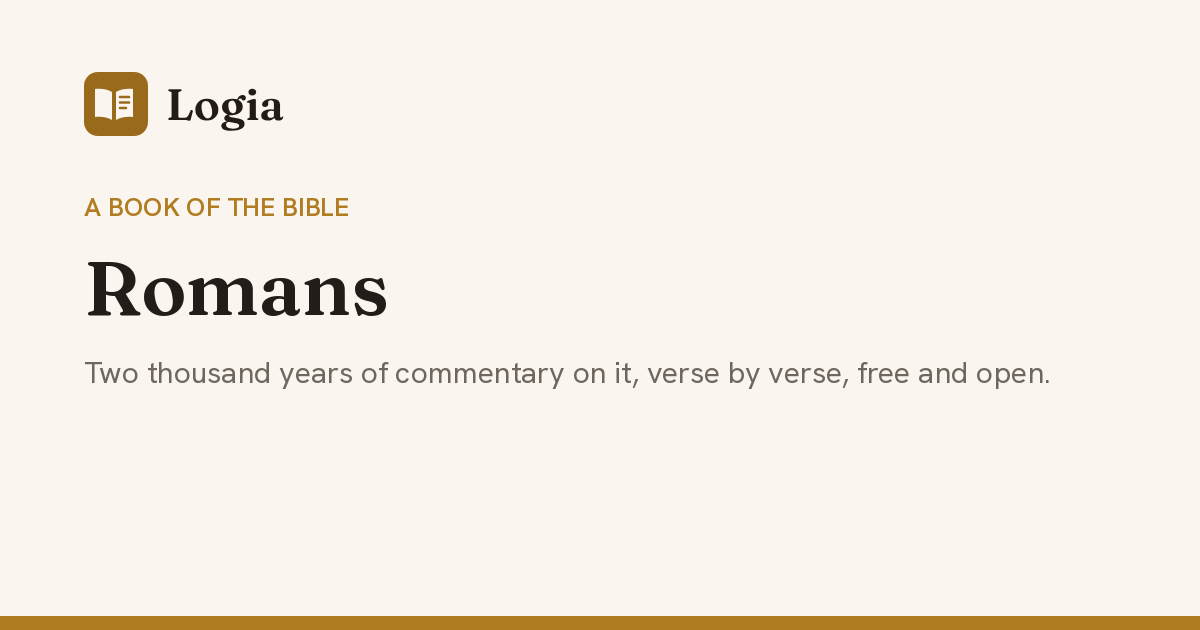 Logia
A BOOK OF THE BIBLE
Romans
Two thousand years of commentary on it, verse by verse, free and open.